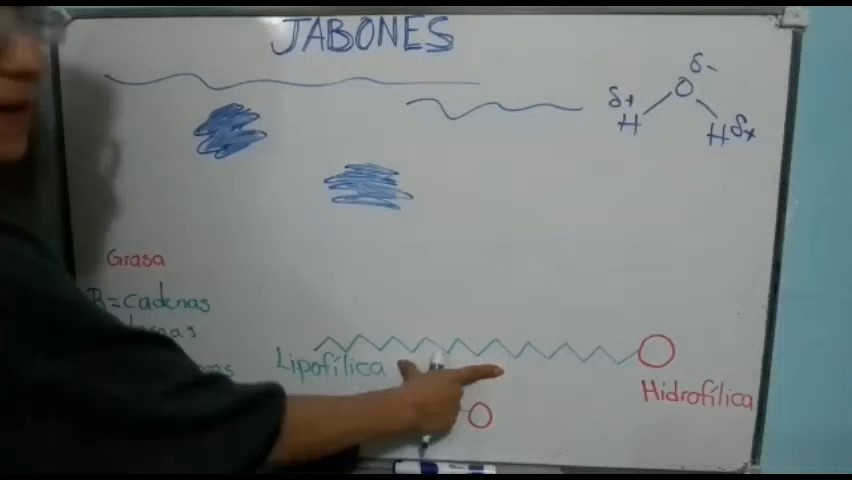 JABONES
δ-
O
δ+
H
H δ+
Grasa
R=cadenas
Lipofílica
Hidrofílica